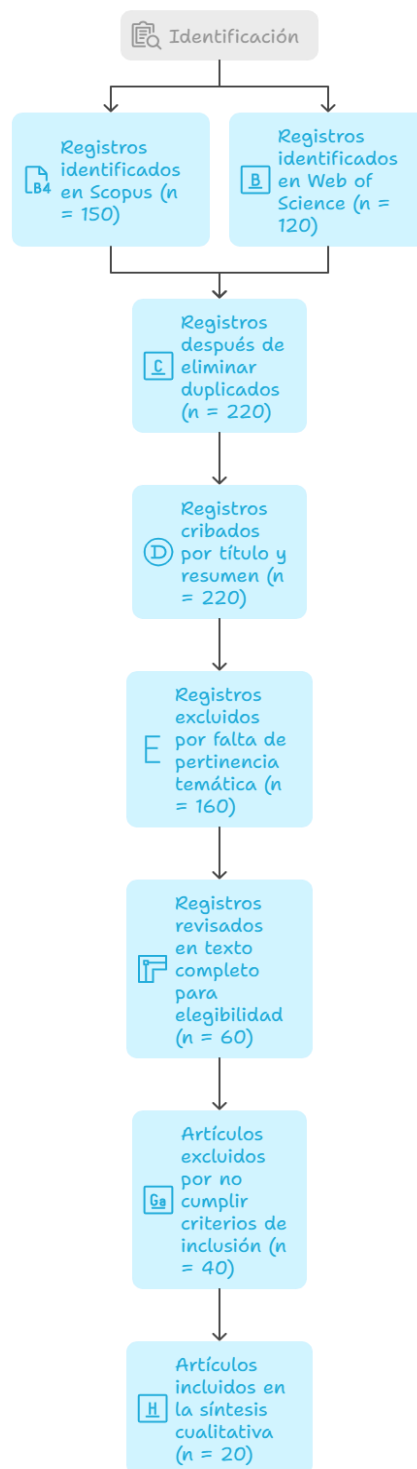 Identificación
Registros
identificados
en Scopus (n
= 150)
B4
Registros
identificados
en Web of
Science (n =
120)
B
Registros
después de
eliminar
duplicados
(n = 220)
C
Registros
cribados
por título y
resumen (n
= 220)
D
Registros
excluidos
por falta de
pertinencia
temática (n
= 160)
E
Registros
revisados
en texto
completo
para
elegibilidad
(n = 60)
Artículos
excluidos
por no
cumplir
criterios de
inclusión (n
= 40)
Ga
Artículos
incluidos en
la síntesis
cualitativa
(n = 20)
H